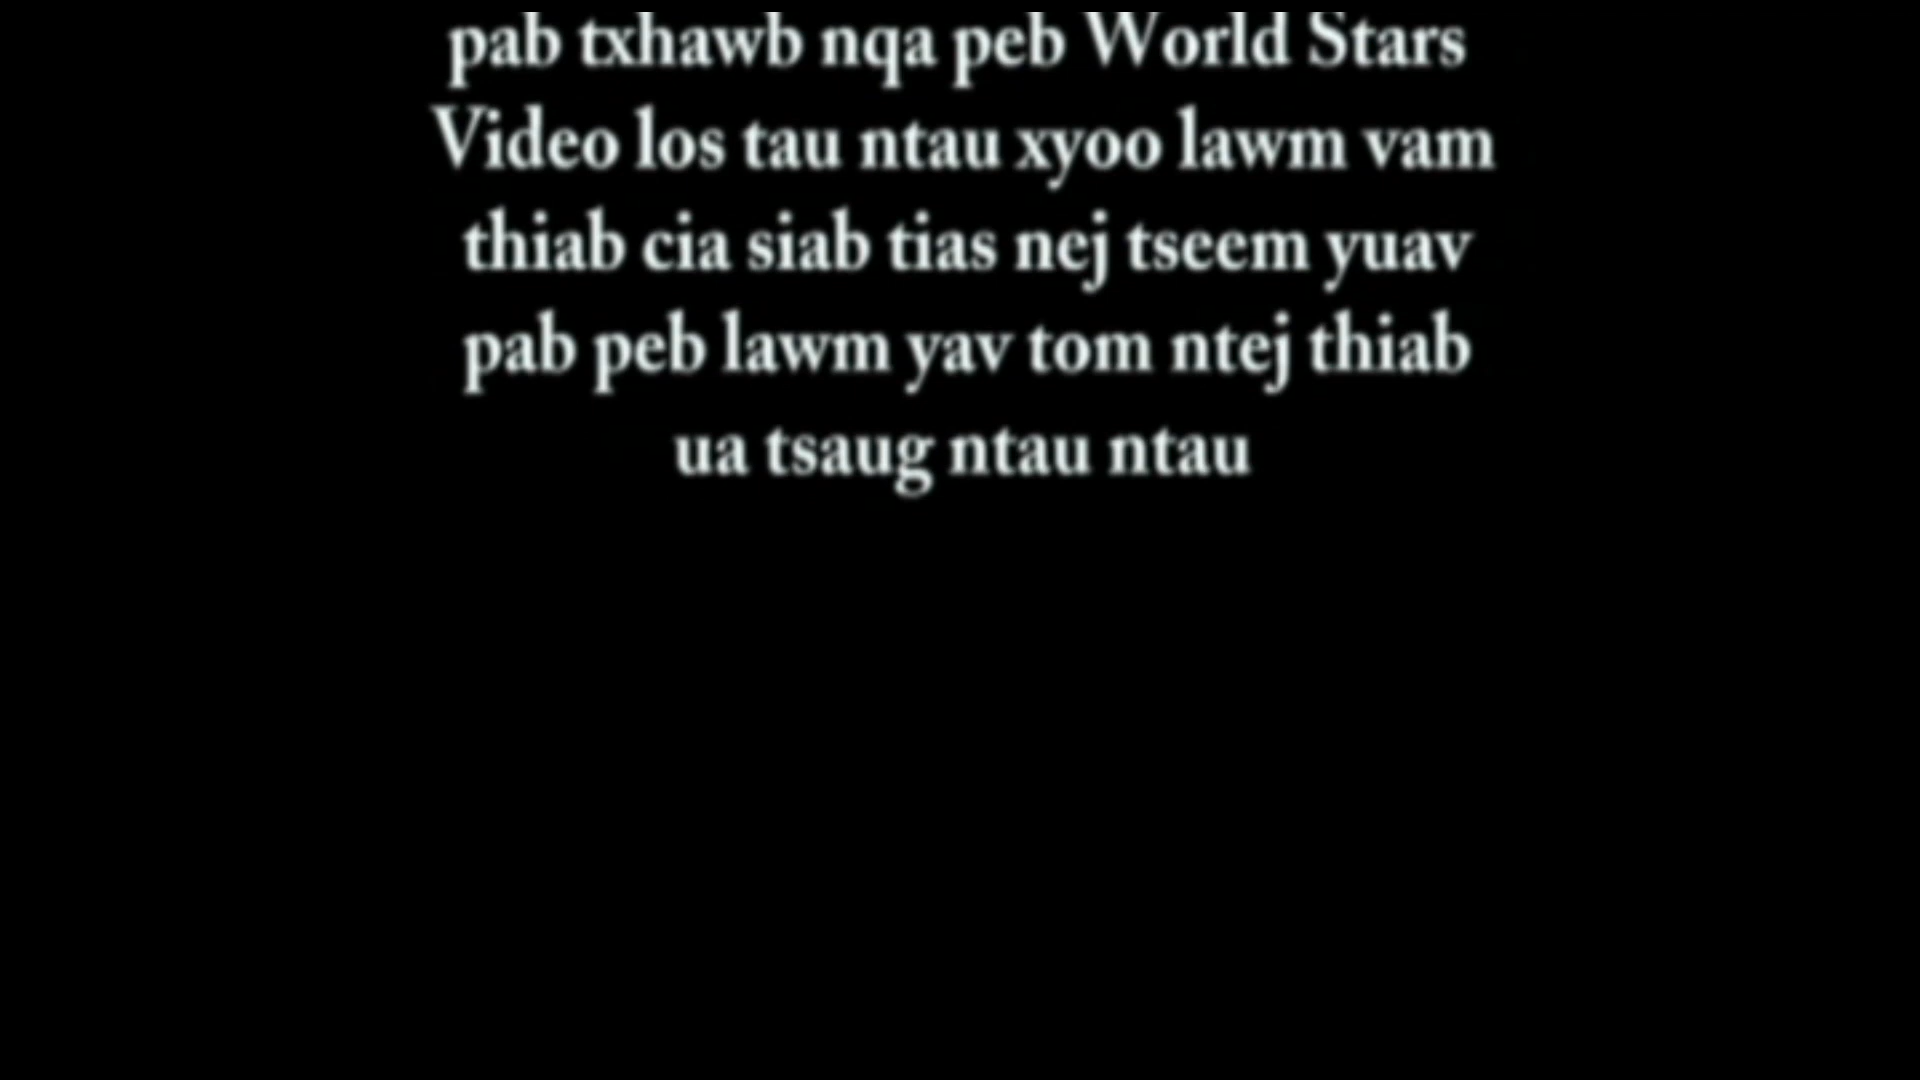 pab txhawb nqa peb World Stars
Video los tau ntau xyoo lawm vam
thiab cia siab tias nej tseem yuav
pab peb lawm yav tom ntej thiab
ua tsaug ntau ntau